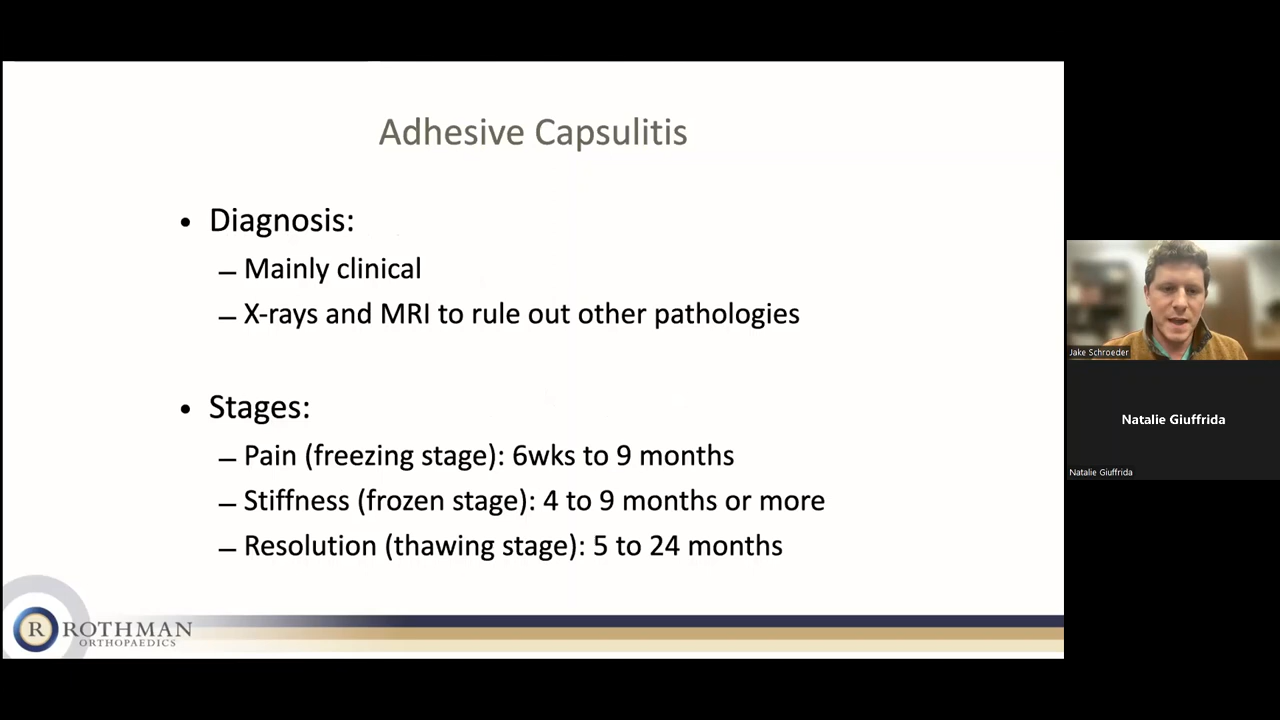 Adhesive Capsulitis
• Diagnosis:
– Mainly clinical
– X-rays and MRI to rule out other pathologies
• Stages:
– Pain (freezing stage): 6wks to 9 months
– Stiffness (frozen stage): 4 to 9 months or more
– Resolution (thawing stage): 5 to 24 months
R ROTHMAN
ORTHOPAEDICS
Jake Schroeder
Natalie Giuffrida
Natalie Giuffrida